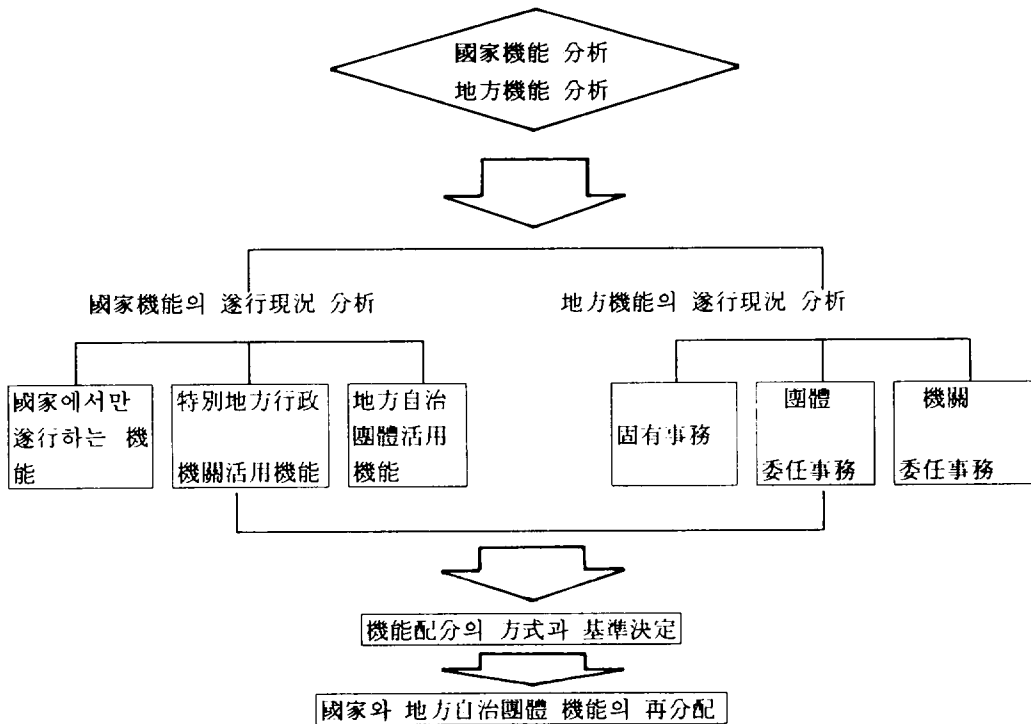 國家機能 分析
地方機能 分析
國家機能의 遂行現況 分析
地方機能의 遂行現況 分析
國家에서만
遂行하는 機
能
特別地方行政
機關活用機能
地方自治
團體活用
機能
固有事務
團體
委任事務
機關
委任事務
機能配分의 方式과 基準決定
國家와 地方自治團體 機能의 再分配